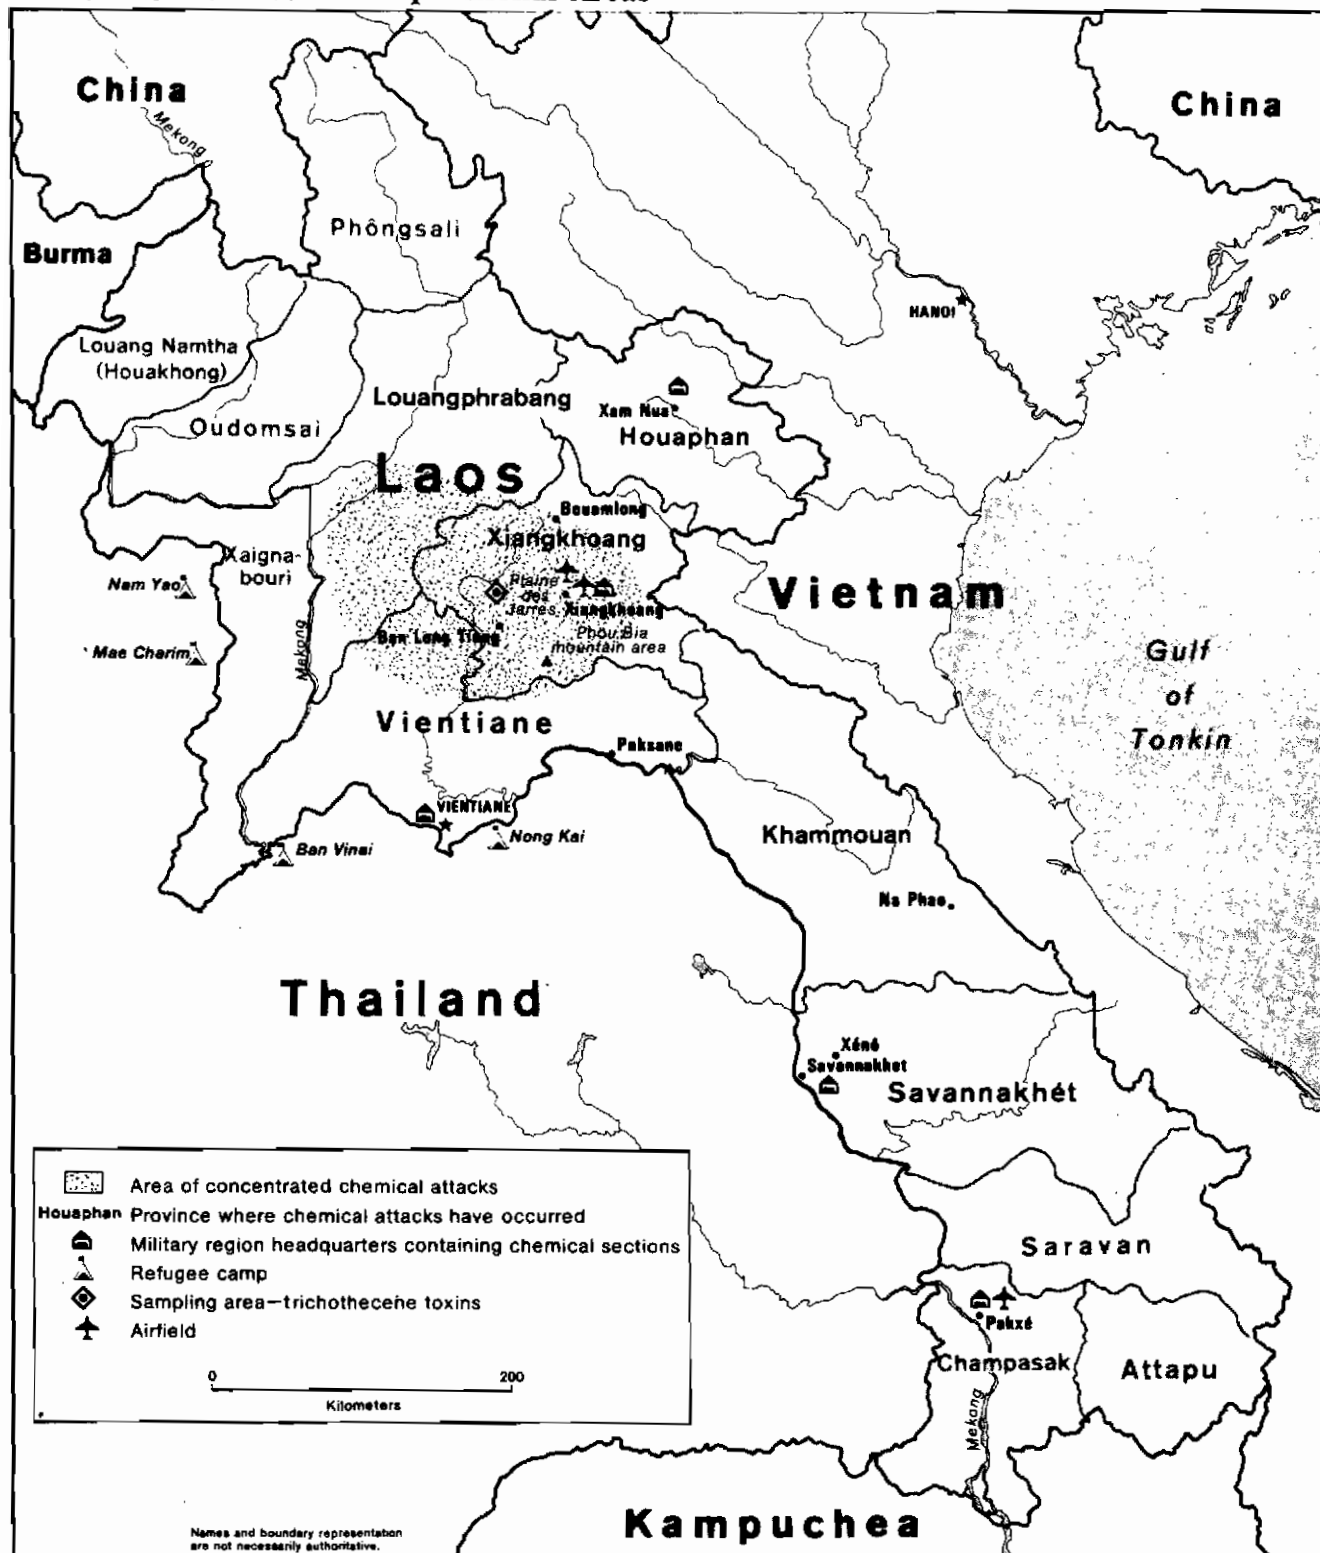 China
Mekong
China
Burma
Phôngsali
HANOI
Louang Namtha
(Houakhong)
Louangphrabang
Xam Nua
Houaphan
Oudomsai
Laos
Bouamlong
Xiangkhoang
Xaigna-
bouri
Nam Yao
Plaine
des
Jarres
Xiangkhoang
Vietnam
Mekong
Ban Long Tieng
Phou Bia
mountain area
Mae Charim
Gulf
of
Tonkin
Vientiane
Paksane
VIENTIANE
Nong Kai
Ban Vinai
Khammouan
Na Phao
Thailand
Xéné
Savannakhet
Savannakhét
Area of concentrated chemical attacks
Houaphan Province where chemical attacks have occurred
Military region headquarters containing chemical sections
Refugee camp
Sampling area—trichothecene toxins
Airfield
0 200
Kilometers
Saravan
Pakxé
Champasak
Attapu
Mekong
Kampuchea
Names and boundary representation
are not necessarily authoritative.